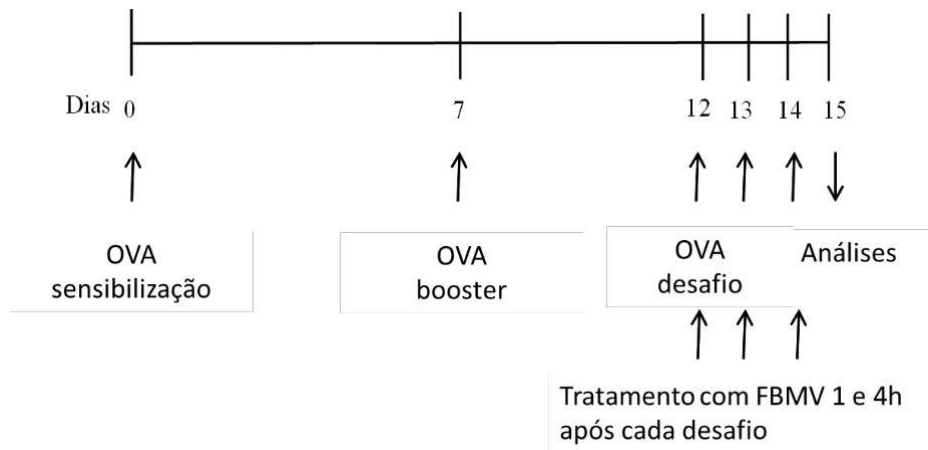 Dias 0 7 12 13 14 15
OVA
sensibilização
OVA
booster
OVA
desafio
Análises
Tratamento com FBMV 1 e 4h
após cada desafio